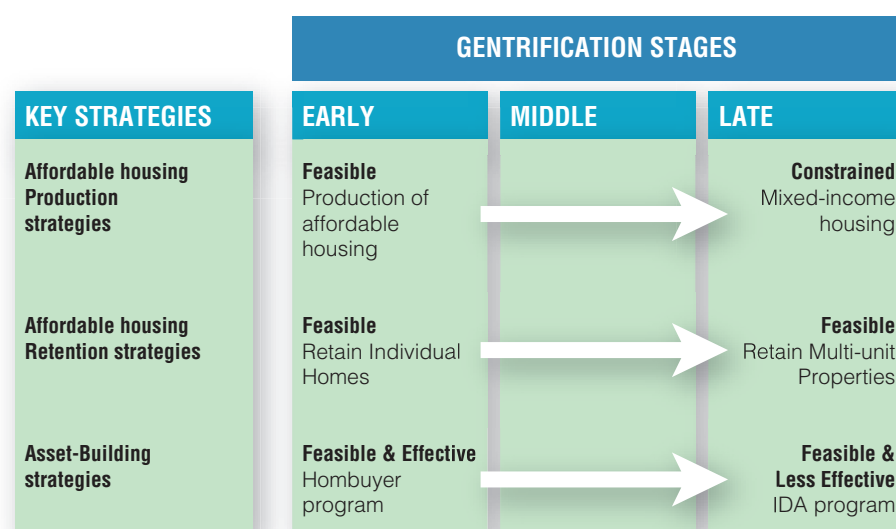 GENTRIFICATION STAGES
KEY STRATEGIES
EARLY
MIDDLE
LATE
Affordable housing
Production
strategies
Feasible
Production of
affordable
housing
Constrained
Mixed-income
housing
Affordable housing
Retention strategies
Feasible
Retain Individual
Homes
Feasible
Retain Multi-unit
Properties
Asset-Building
strategies
Feasible & Effective
Hombuyer
program
Feasible &
Less Effective
IDA program